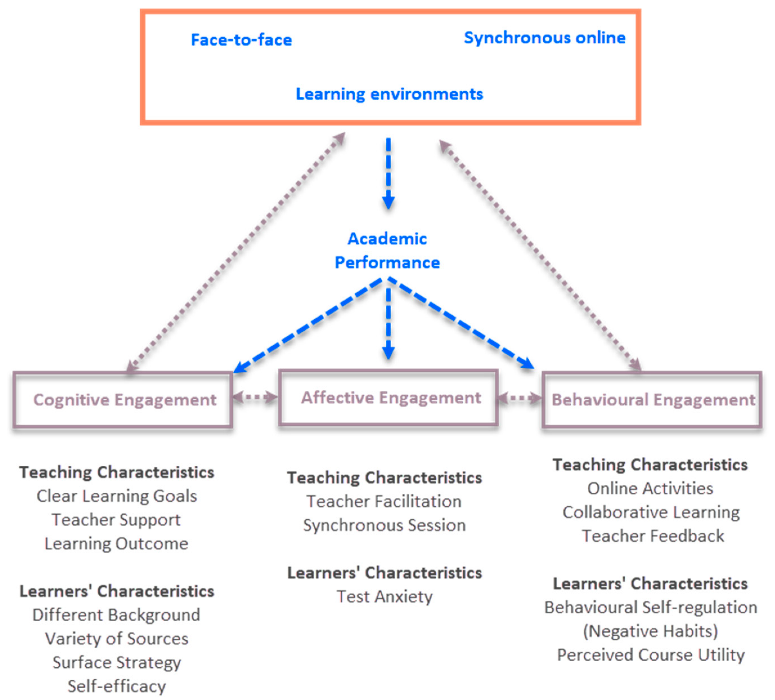 Face-to-face
Synchronous online
Learning environments
Academic
Performance
Cognitive Engagement
Affective Engagement
Behavioural Engagement
Teaching Characteristics
Clear Learning Goals
Teacher Support
Learning Outcome
Learners' Characteristics
Different Background
Variety of Sources
Surface Strategy
Self-efficacy
Teaching Characteristics
Teacher Facilitation
Synchronous Session
Learners' Characteristics
Test Anxiety
Teaching Characteristics
Online Activities
Collaborative Learning
Teacher Feedback
Learners' Characteristics
Behavioural Self-regulation
(Negative Habits)
Perceived Course Utility